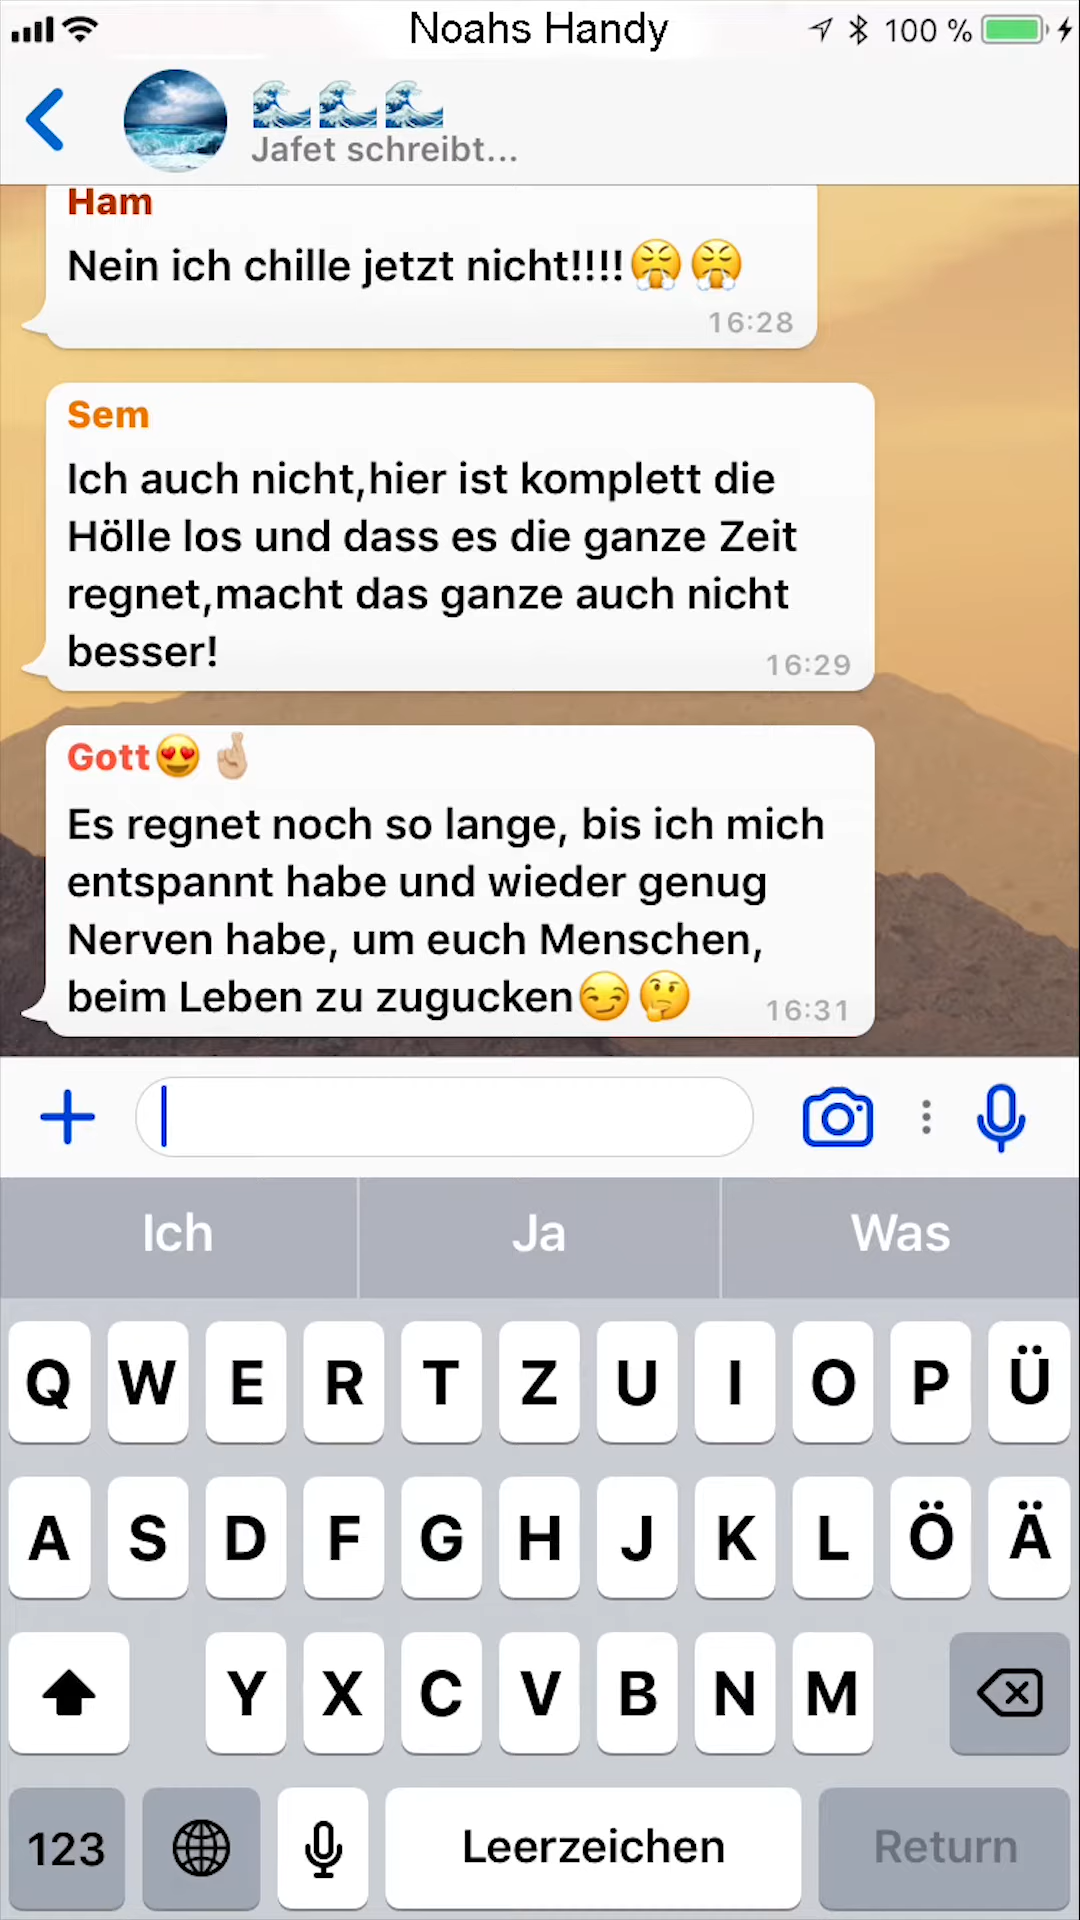 Noahs Handy
100 %
🌊🌊🌊
Jafet schreibt...
Ham
Nein ich chille jetzt nicht!!!!😤😤
16:28
Sem
Ich auch nicht,hier ist komplett die
Hölle los und dass es die ganze Zeit
regnet,macht das ganze auch nicht
besser!
16:29
Gott😍🤞🏼
Es regnet noch so lange, bis ich mich
entspannt habe und wieder genug
Nerven habe, um euch Menschen,
beim Leben zu zugucken😏🤔
16:31
Ich Ja Was
Q W E R T Z U I O P Ü
A S D F G H J K L Ö Ä
Y X C V B N M
123 Leerzeichen Return